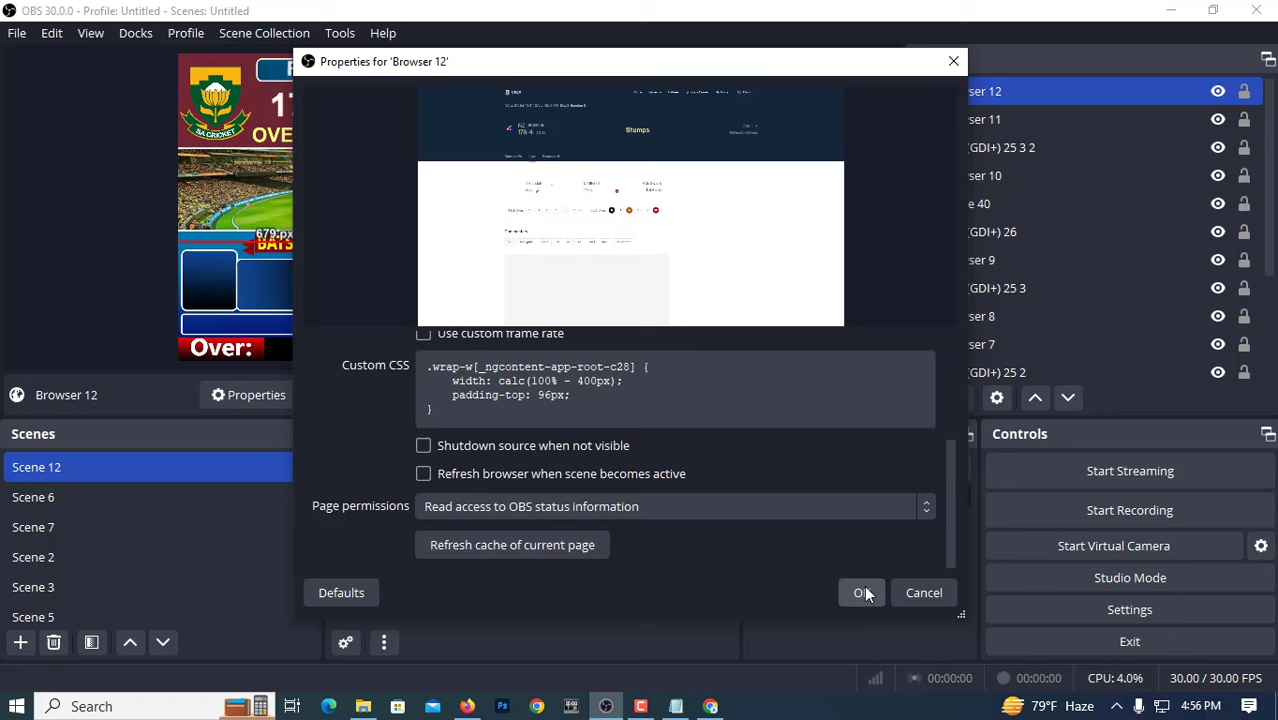 OBS 30.0.0 - Profile: Untitled - Scenes: Untitled
File Edit View Docks Profile Scene Collection Tools Help
Properties for 'Browser 12'
SA CRICKET
17
OVE
679 px
BATS
Over:
Stumps
179-4
ser 12
ser 11
(GDI+) 25 3 2
ser 10
e 40
(GDI+) 26
ser 9
(GDI+) 25 3
ser 8
ser 7
(GDI+) 25 2
Use custom frame rate
Custom CSS
.wrap-w[_ngcontent-app-root-c28] {
width: calc(100% - 400px);
padding-top: 96px;
}
Shutdown source when not visible
Refresh browser when scene becomes active
Page permissions Read access to OBS status information
Refresh cache of current page
Defaults OK Cancel
Browser 12 Properties
Scenes
Scene 12
Scene 6
Scene 7
Scene 2
Scene 3
Scene 5
Controls
Start Streaming
Start Recording
Start Virtual Camera
Studio Mode
Settings
Exit
00:00:00 00:00:00 CPU: 4.0% 30.00 / 30.00 FPS
Search 79°F Haze 4:56 PM